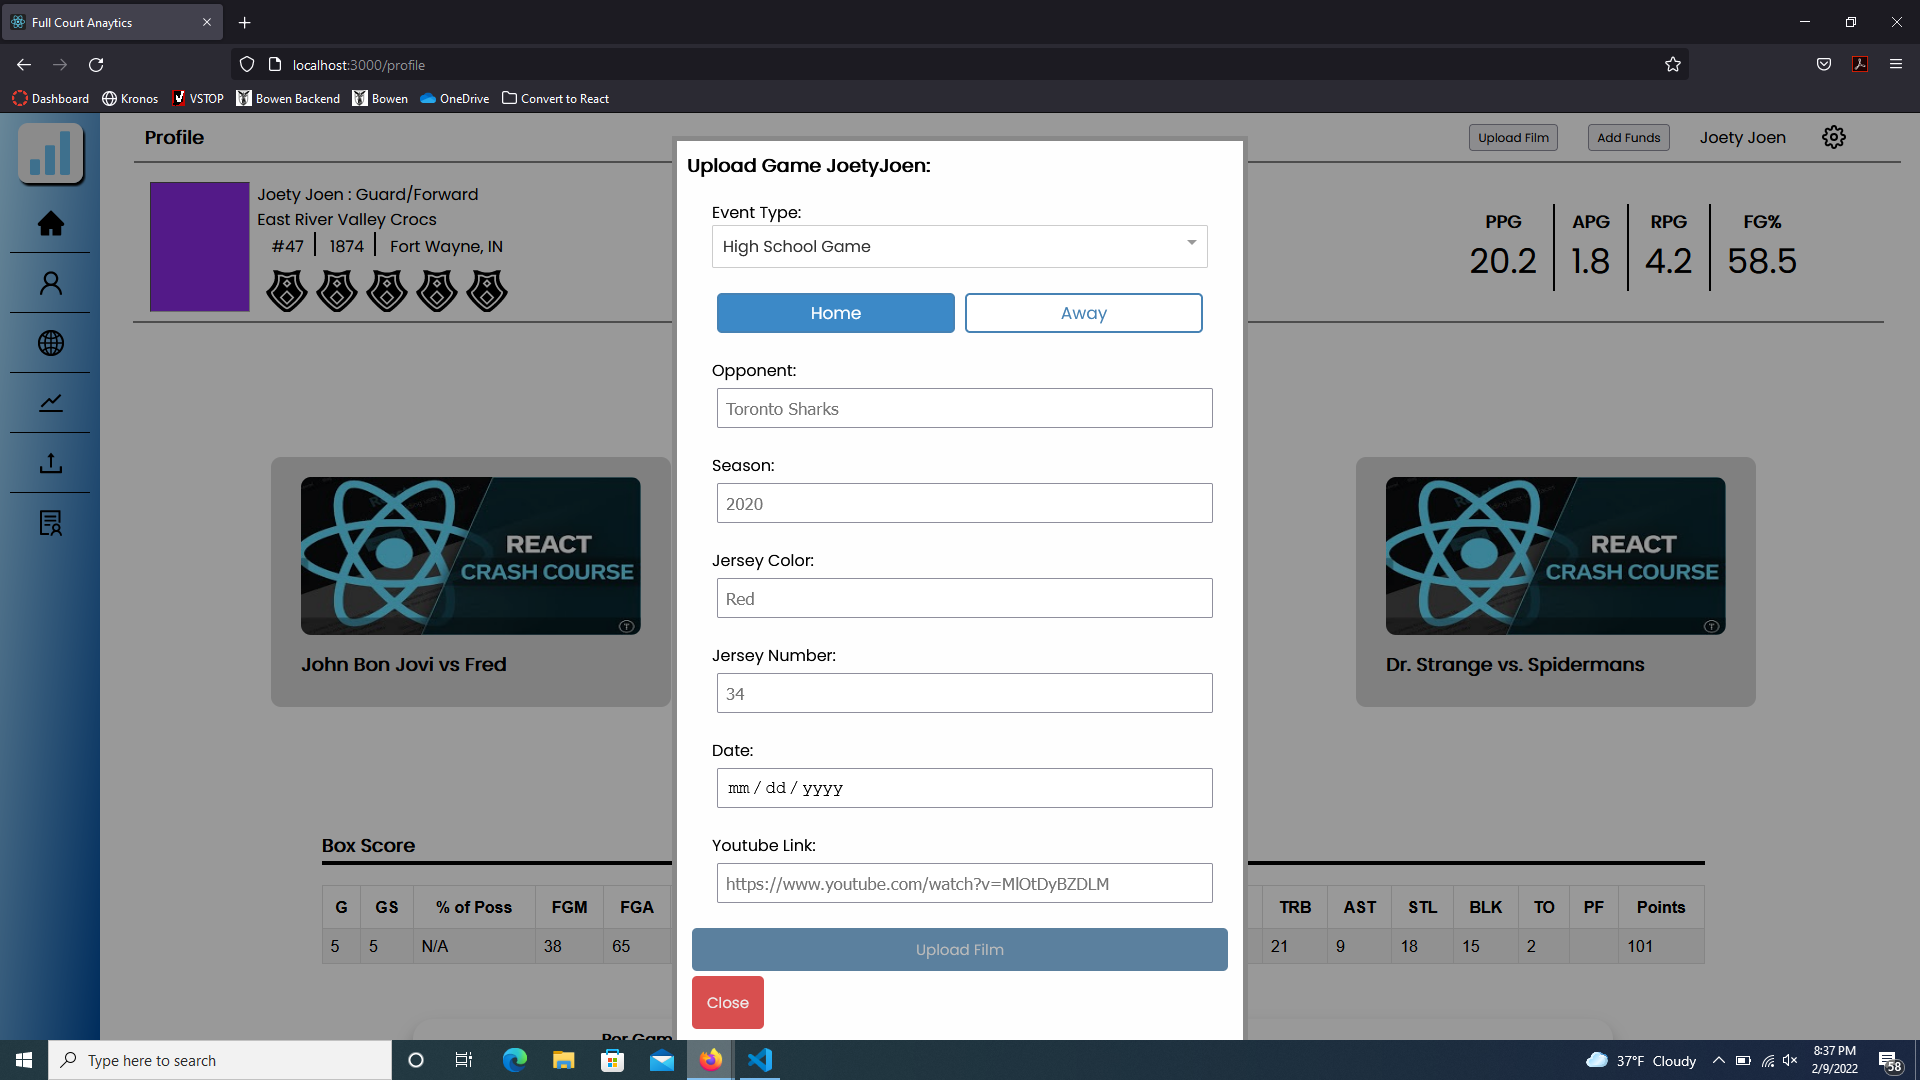 Full Court Anaytics
localhost:3000/profile
Dashboard Kronos VSTOP Bowen Backend Bowen OneDrive Convert to React
Profile
Upload Film Add Funds Joety Joen
Joety Joen : Guard/Forward
East River Valley Crocs
#47 1874 Fort Wayne, IN
PPG APG RPG FG%
20.2 1.8 4.2 58.5
Upload Game JoetyJoen:
Event Type:
High School Game
Home Away
Opponent:
Toronto Sharks
Season:
2020
Jersey Color:
Red
Jersey Number:
34
Date:
mm / dd / yyyy
Youtube Link:
https://www.youtube.com/watch?v=MlOtDyBZDLM
Upload Film
Close
REACT
CRASH COURSE
John Bon Jovi vs Fred
REACT
CRASH COURSE
Dr. Strange vs. Spidermans
Box Score
G GS % of Poss FGM FGA TRB AST STL BLK TO PF Points
5 5 N/A 38 65 21 9 18 15 2 101
Per Gam
Type here to search
37°F Cloudy
8:37 PM
2/9/2022
58